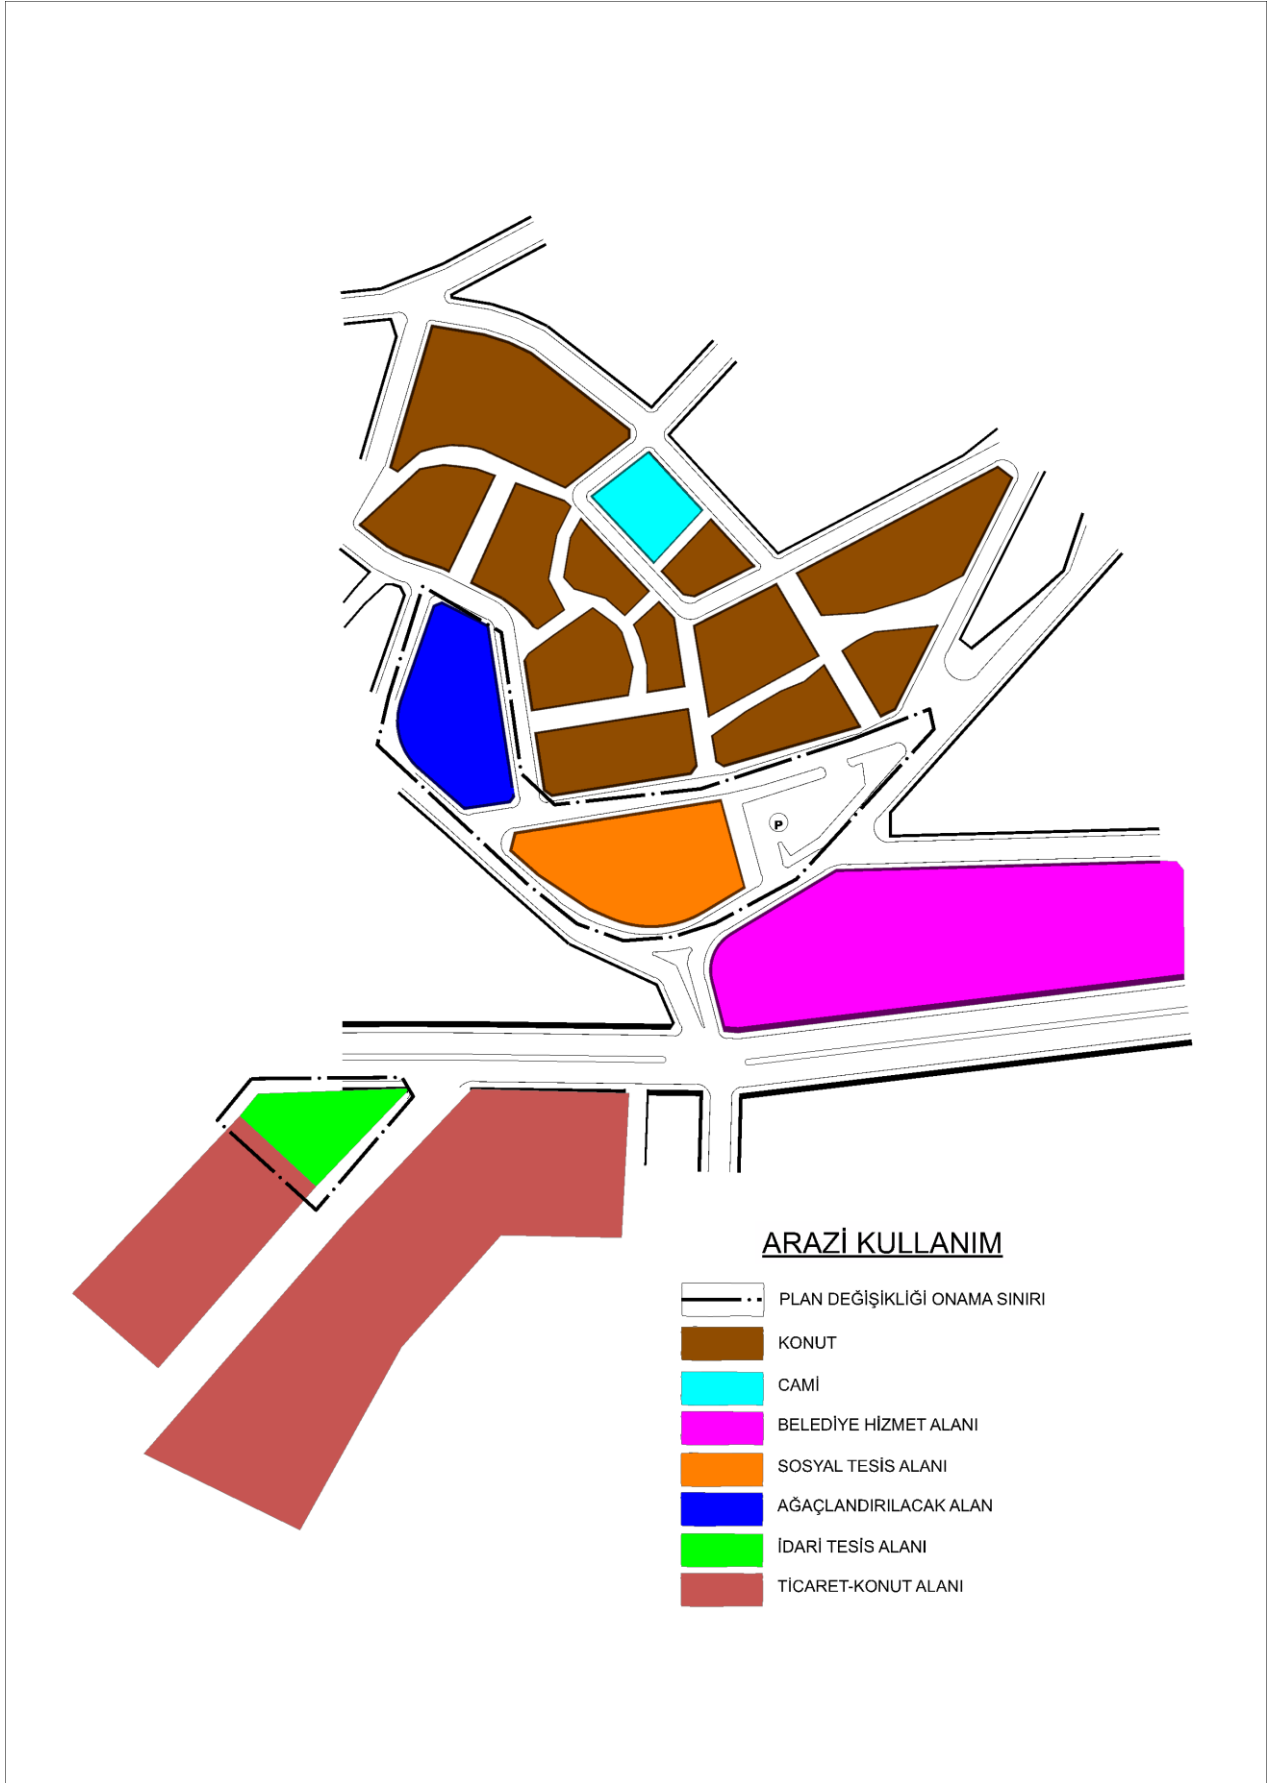 P
ARAZİ KULLANIM
PLAN DEĞİŞİKLİĞİ ONAMA SINIRI
KONUT
CAMİ
BELEDİYE HİZMET ALANI
SOSYAL TESİS ALANI
AĞAÇLANDIRILACAK ALAN
İDARİ TESİS ALANI
TİCARET-KONUT ALANI